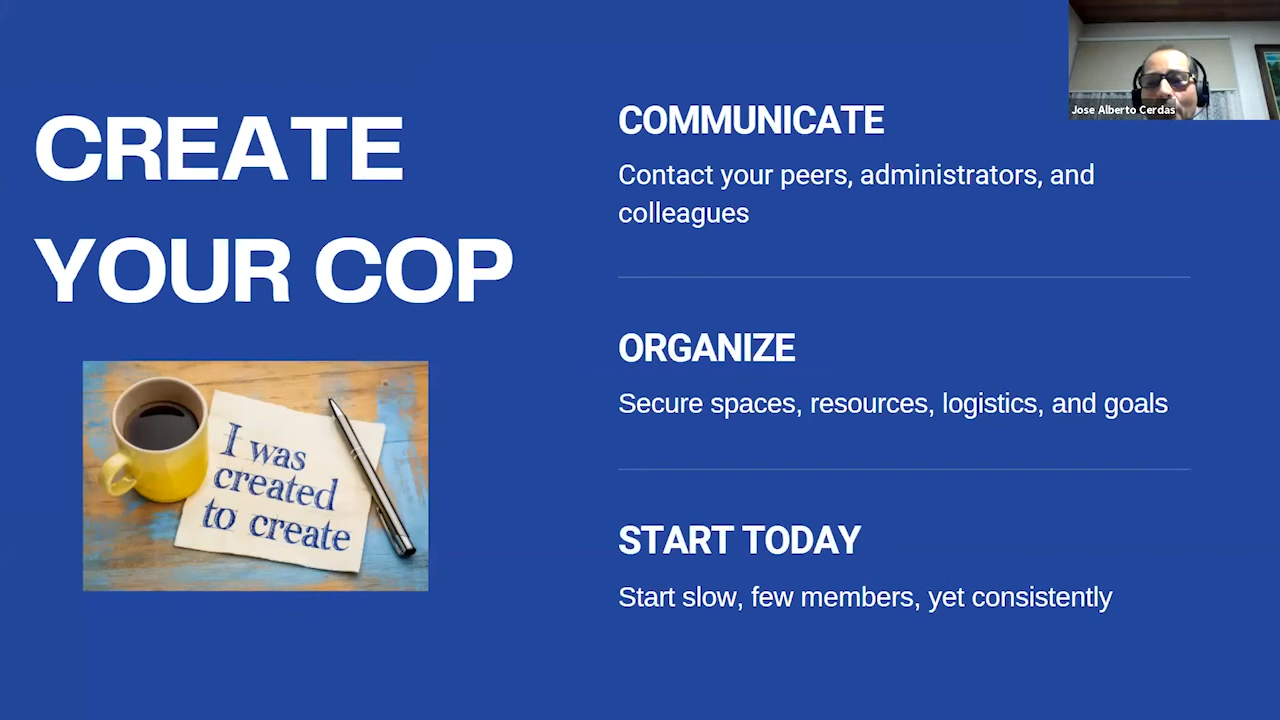 CREATE
YOUR COP
I was
created
to create
COMMUNICATE
Contact your peers, administrators, and
colleagues
ORGANIZE
Secure spaces, resources, logistics, and goals
START TODAY
Start slow, few members, yet consistently
Jose Alberto Cerdas